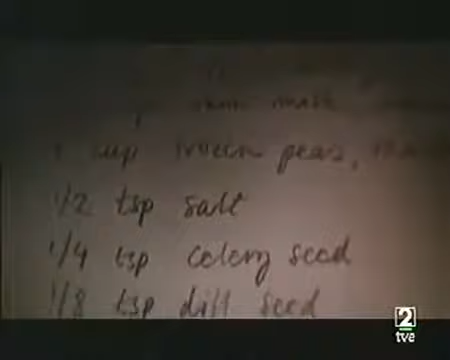 cup frozen peas,
1/2 tsp salt
1/4 tsp celery seed
1/8 tsp dill seed
2
tve